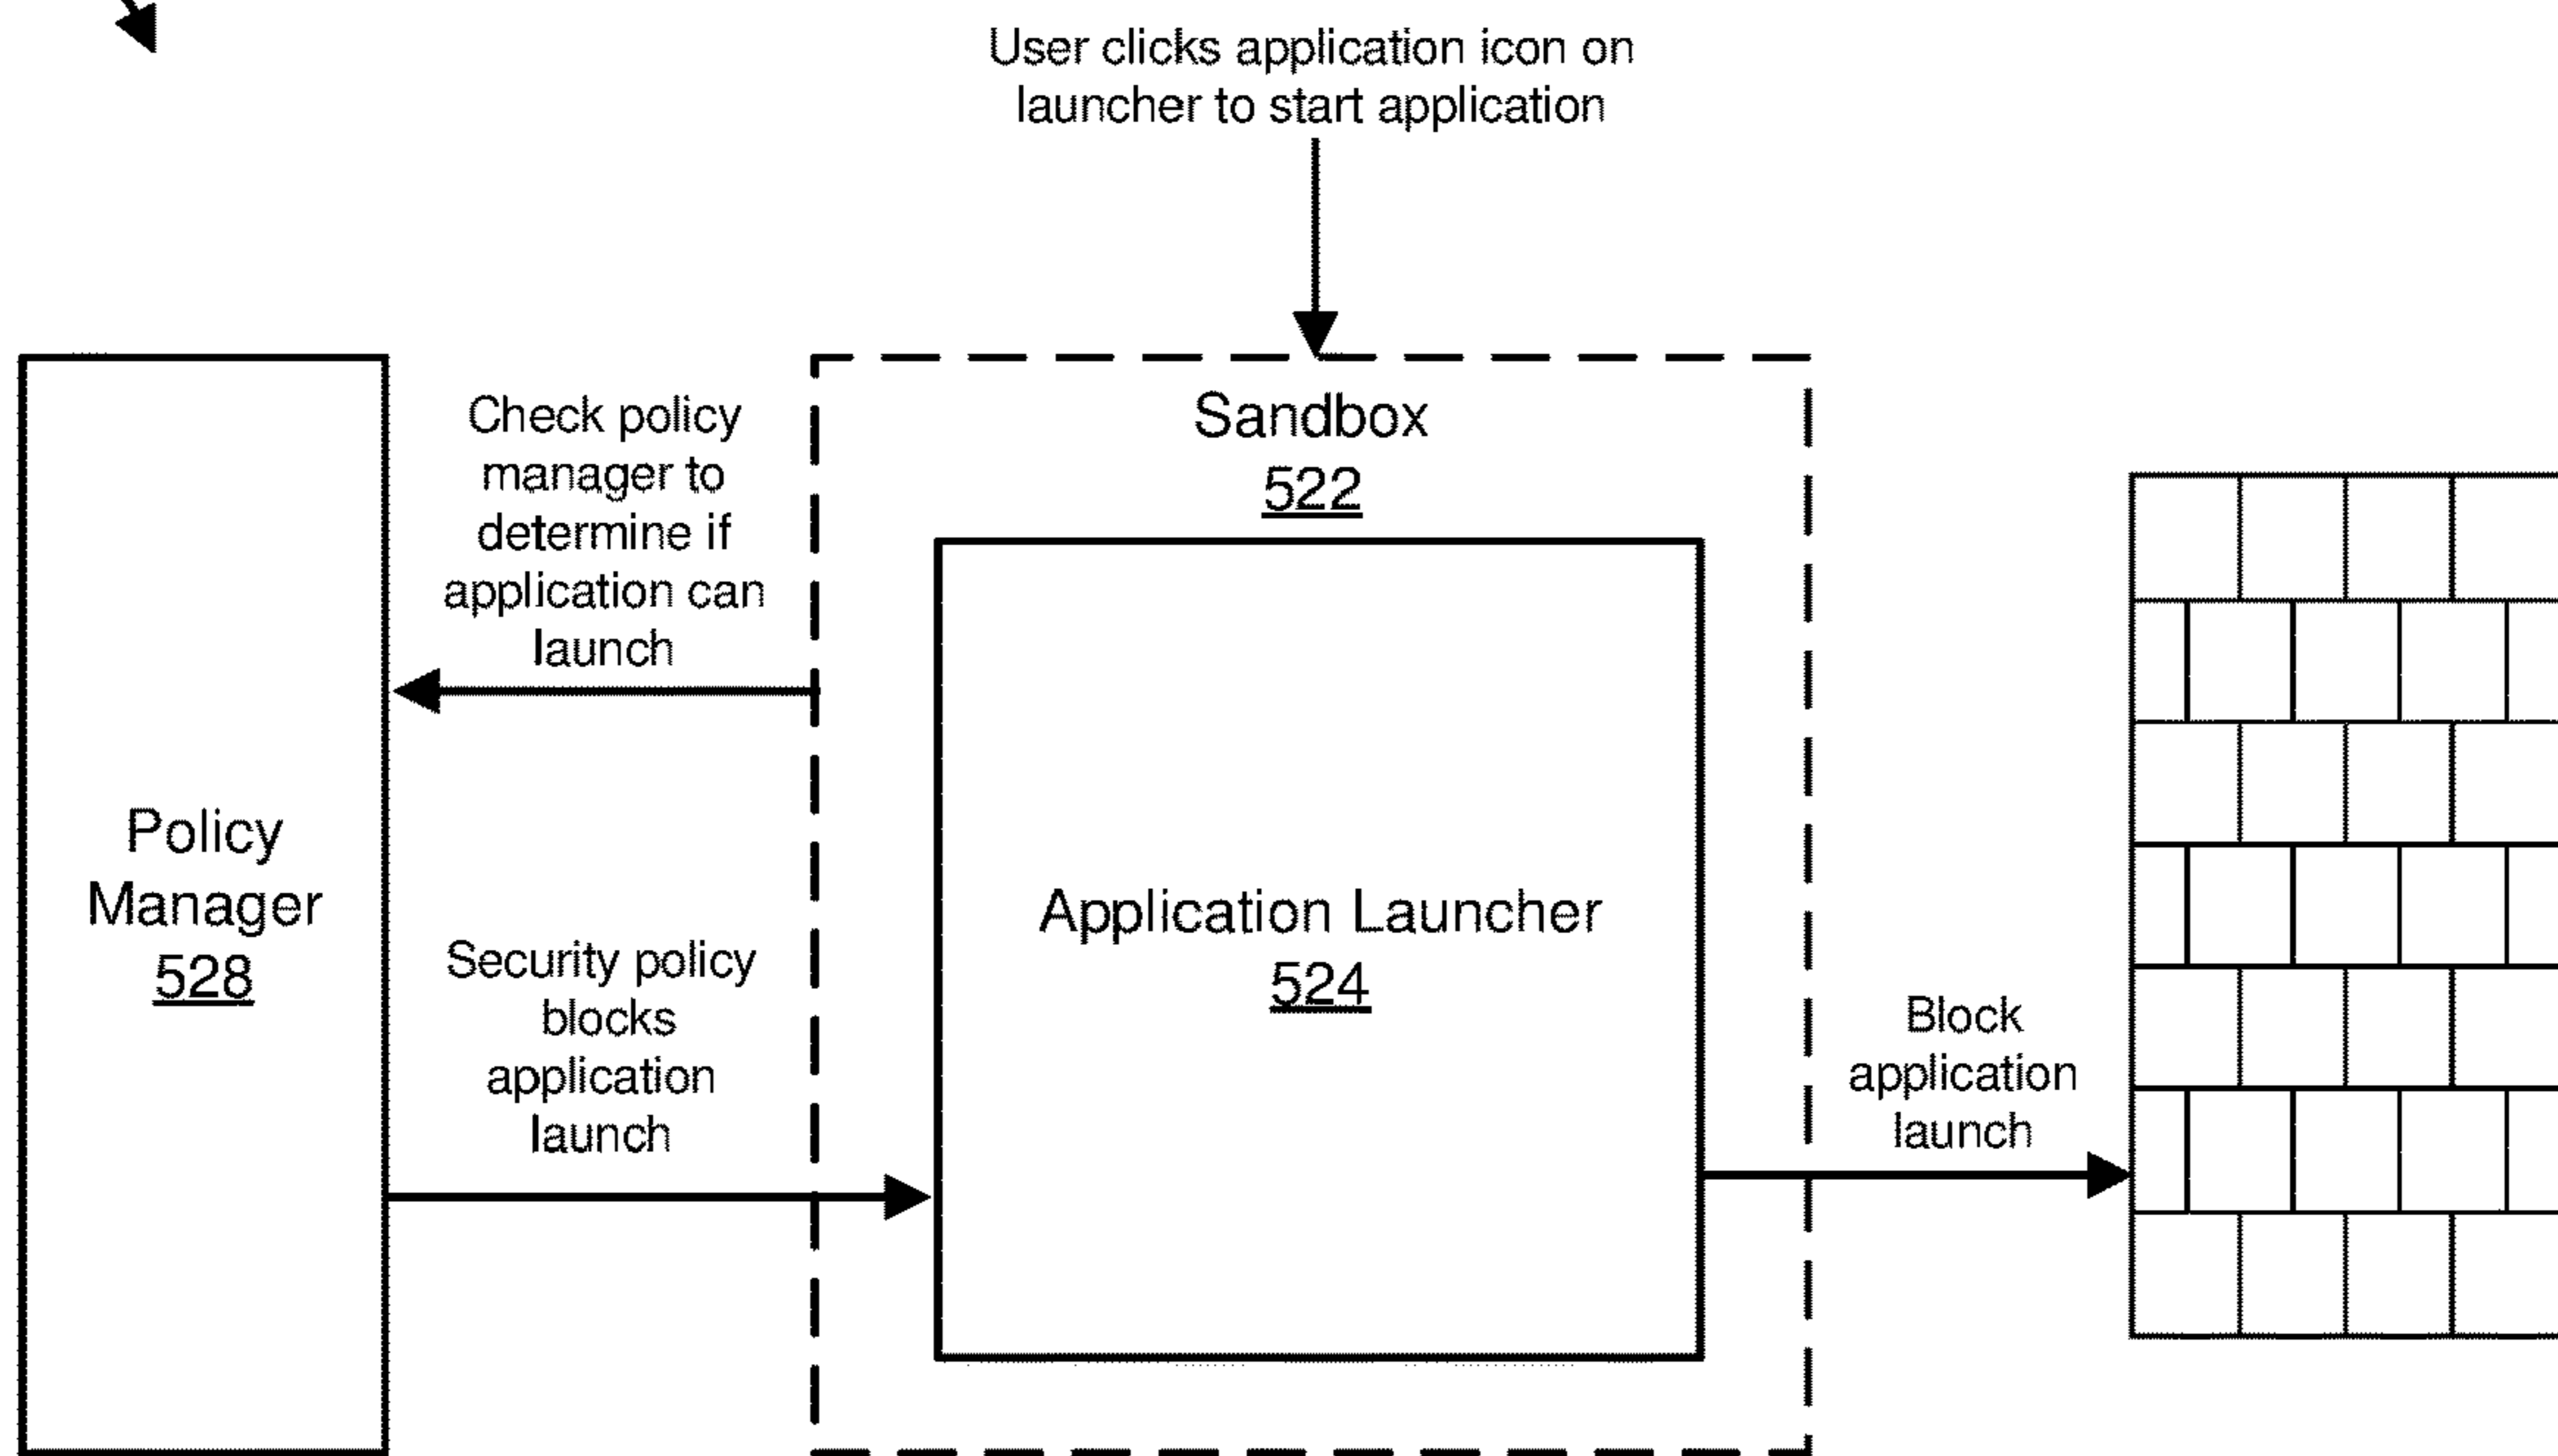 User clicks application icon on
launcher to start application
Check policy
manager to
determine if
application can
launch
Sandbox
522
Policy
Manager
528
Security policy
blocks
application
launch
Application Launcher
524
Block
application
launch